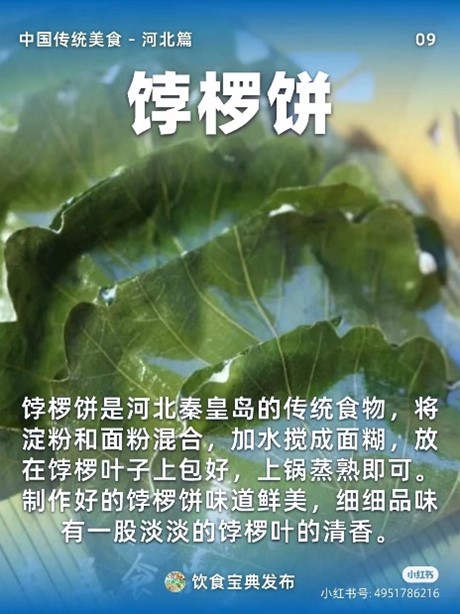 中国传统美食 - 河北篇
09
饽椤饼
饽椤饼是河北秦皇岛的传统食物，将
淀粉和面粉混合，加水搅成面糊，放
在饽椤叶子上包好，上锅蒸熟即可。
制作好的饽椤饼味道鲜美，细细品味
有一股淡淡的饽椤叶的清香。
饮食宝典发布
小红书
小红书号: 4951786216